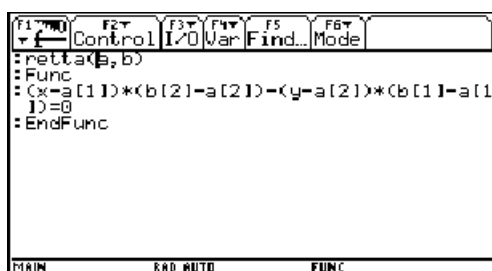 F1 F2 F3 F4 F5 F6
f Control I/O Var Find... Mode
:retta(a,b)
:Func
:(x-a[1])*(b[2]-a[2])-(y-a[2])*(b[1]-a[1
])=0
:EndFunc
MAIN RAD AUTO FUNC